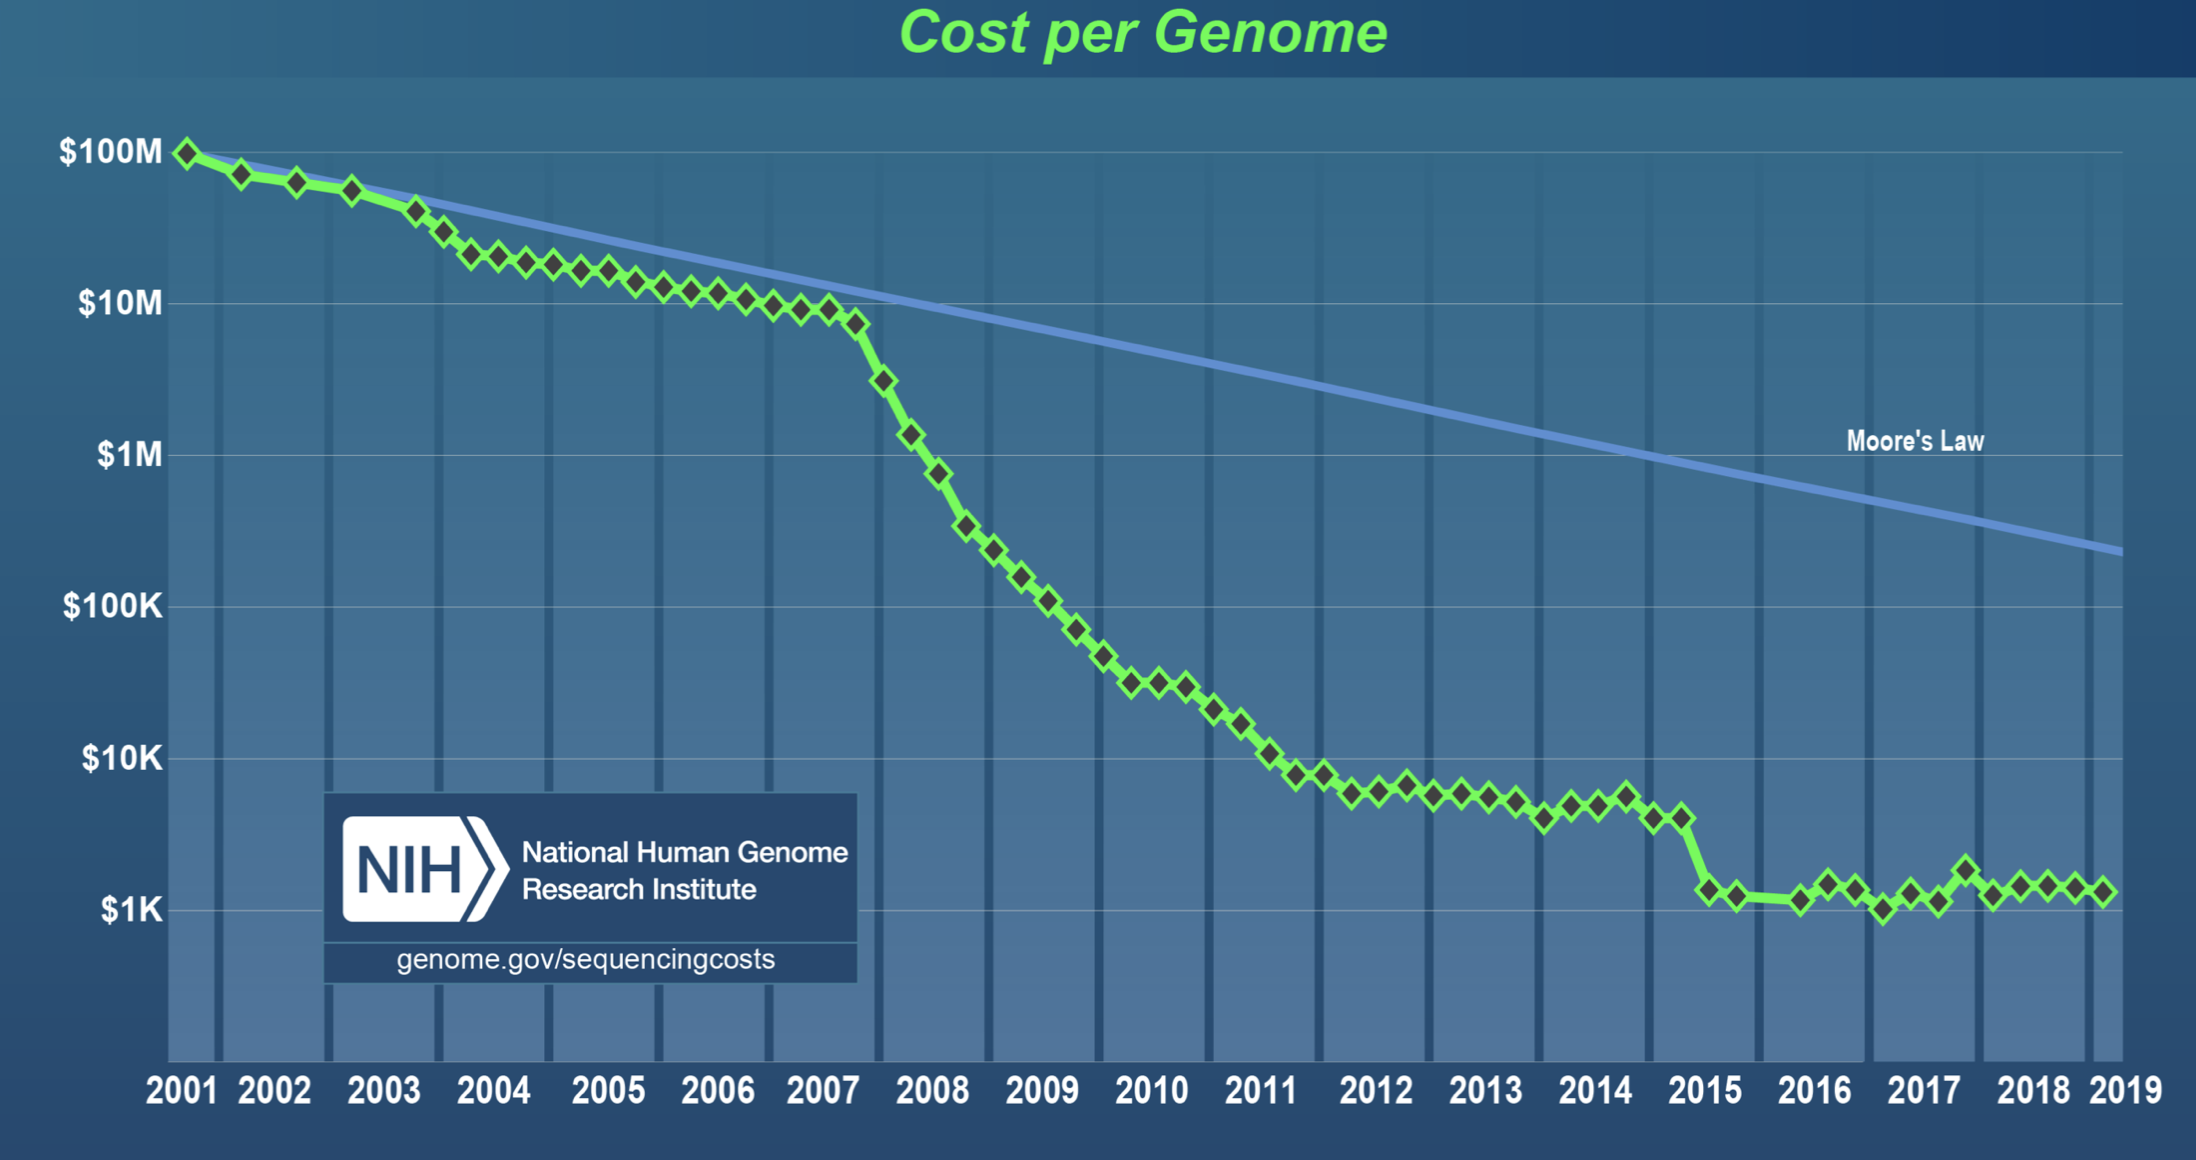 Cost per Genome
$100M
$10M
$1M
Moore's Law
$100K
$10K
$1K
NIH
National Human Genome
Research Institute
genome.gov/sequencingcosts
2001 2002 2003 2004 2005 2006 2007 2008 2009 2010 2011 2012 2013 2014 2015 2016 2017 2018 2019